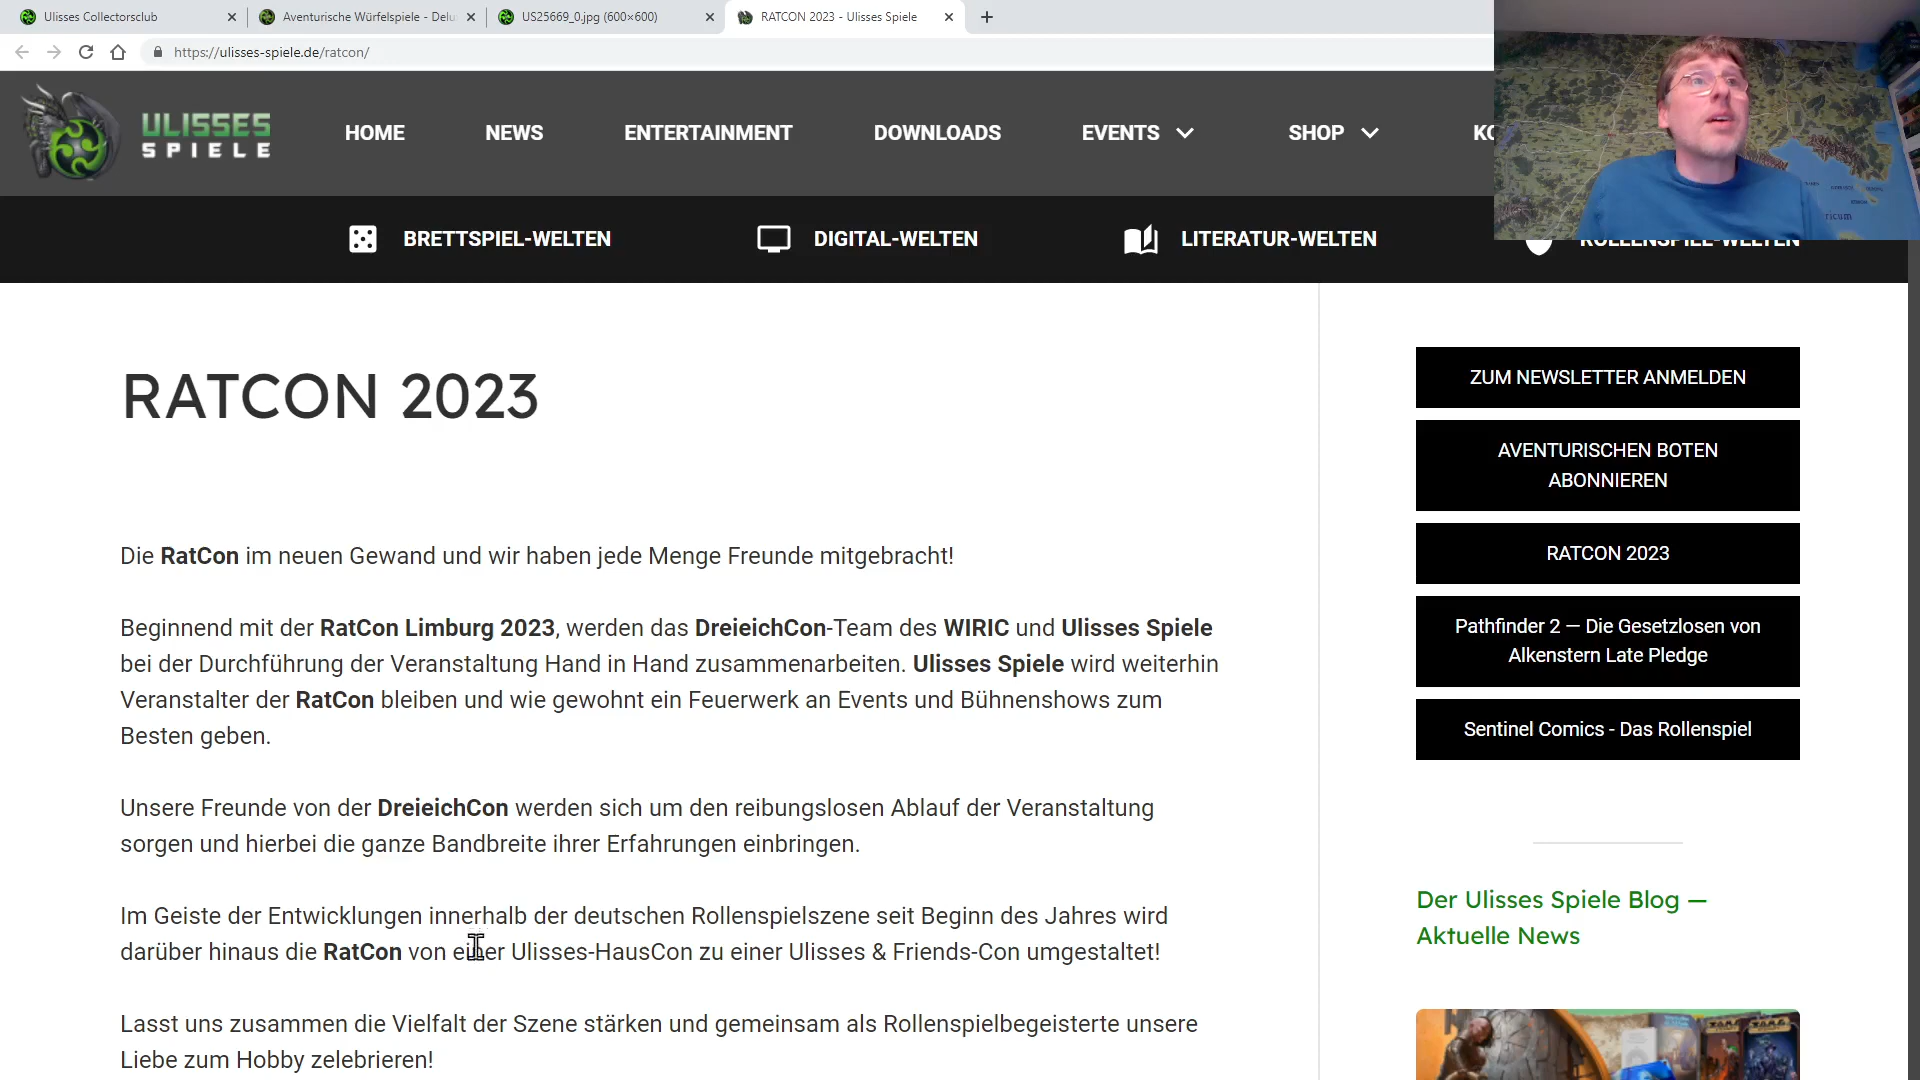 Ulisses Collectorsclub
Aventurische Würfelspiele - Delu
US25669_0.jpg (600×600)
RATCON 2023 - Ulisses Spiele
https://ulisses-spiele.de/ratcon/
ULISSES
SPIELE
HOME
NEWS
ENTERTAINMENT
DOWNLOADS
EVENTS
SHOP
BRETTSPIEL-WELTEN
DIGITAL-WELTEN
LITERATUR-WELTEN
ROLLENSPIEL-WELTEN
RATCON 2023
Die RatCon im neuen Gewand und wir haben jede Menge Freunde mitgebracht!
Beginnend mit der RatCon Limburg 2023, werden das DreieichCon-Team des WIRIC und Ulisses Spiele
bei der Durchführung der Veranstaltung Hand in Hand zusammenarbeiten. Ulisses Spiele wird weiterhin
Veranstalter der RatCon bleiben und wie gewohnt ein Feuerwerk an Events und Bühnenshows zum
Besten geben.
Unsere Freunde von der DreieichCon werden sich um den reibungslosen Ablauf der Veranstaltung
sorgen und hierbei die ganze Bandbreite ihrer Erfahrungen einbringen.
Im Geiste der Entwicklungen innerhalb der deutschen Rollenspielszene seit Beginn des Jahres wird
darüber hinaus die RatCon von einer Ulisses-HausCon zu einer Ulisses & Friends-Con umgestaltet!
Lasst uns zusammen die Vielfalt der Szene stärken und gemeinsam als Rollenspielbegeisterte unsere
Liebe zum Hobby zelebrieren!
ZUM NEWSLETTER ANMELDEN
AVENTURISCHEN BOTEN
ABONNIEREN
RATCON 2023
Pathfinder 2 — Die Gesetzlosen von
Alkenstern Late Pledge
Sentinel Comics - Das Rollenspiel
Der Ulisses Spiele Blog —
Aktuelle News